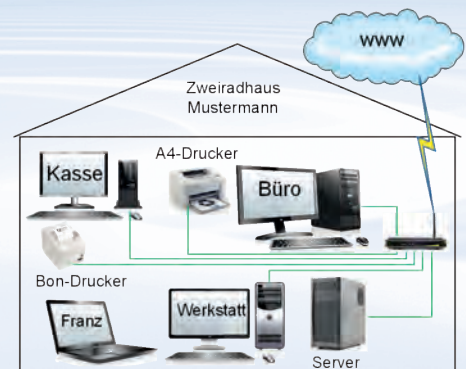 WWW
Zweiradhaus
Mustermann
A4-Drucker
Kasse
Büro
Bon-Drucker
Franz
Werkstatt
Server